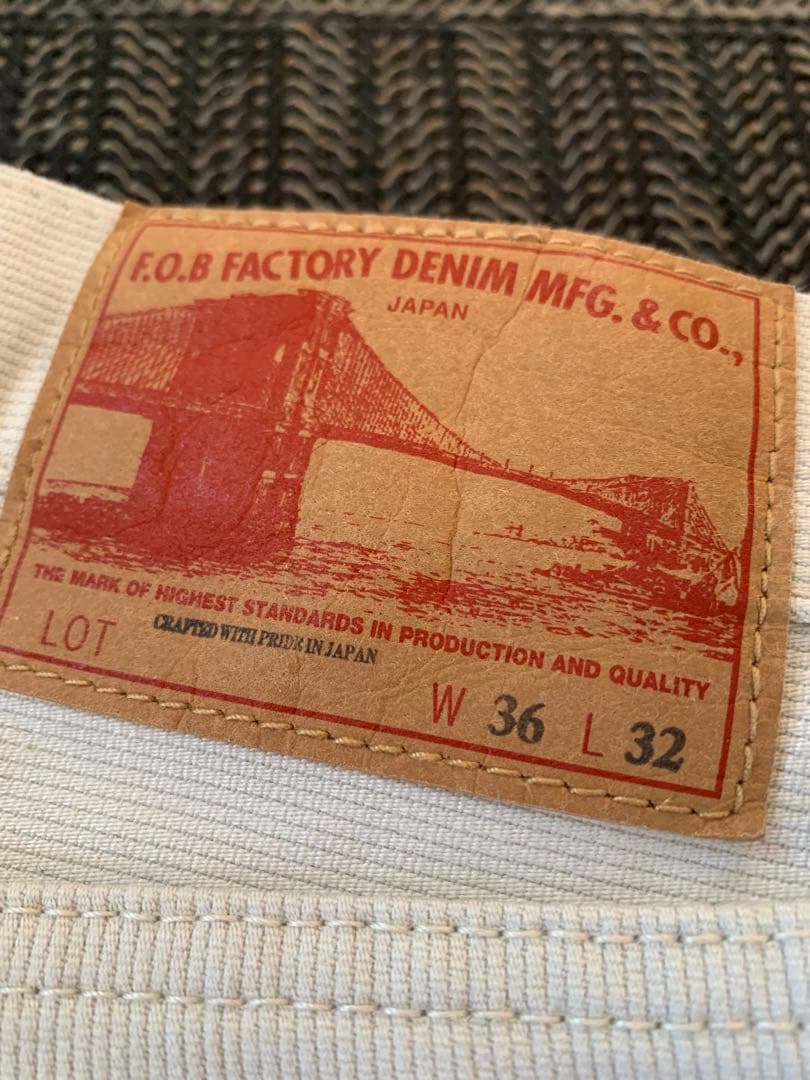 F.O.B FACTORY DENIM MFG. & CO.,
JAPAN
THE MARK OF HIGHEST STANDARDS IN PRODUCTION AND QUALITY
LOT CRAFTED WITH PRIDE IN JAPAN
W 36 L 32